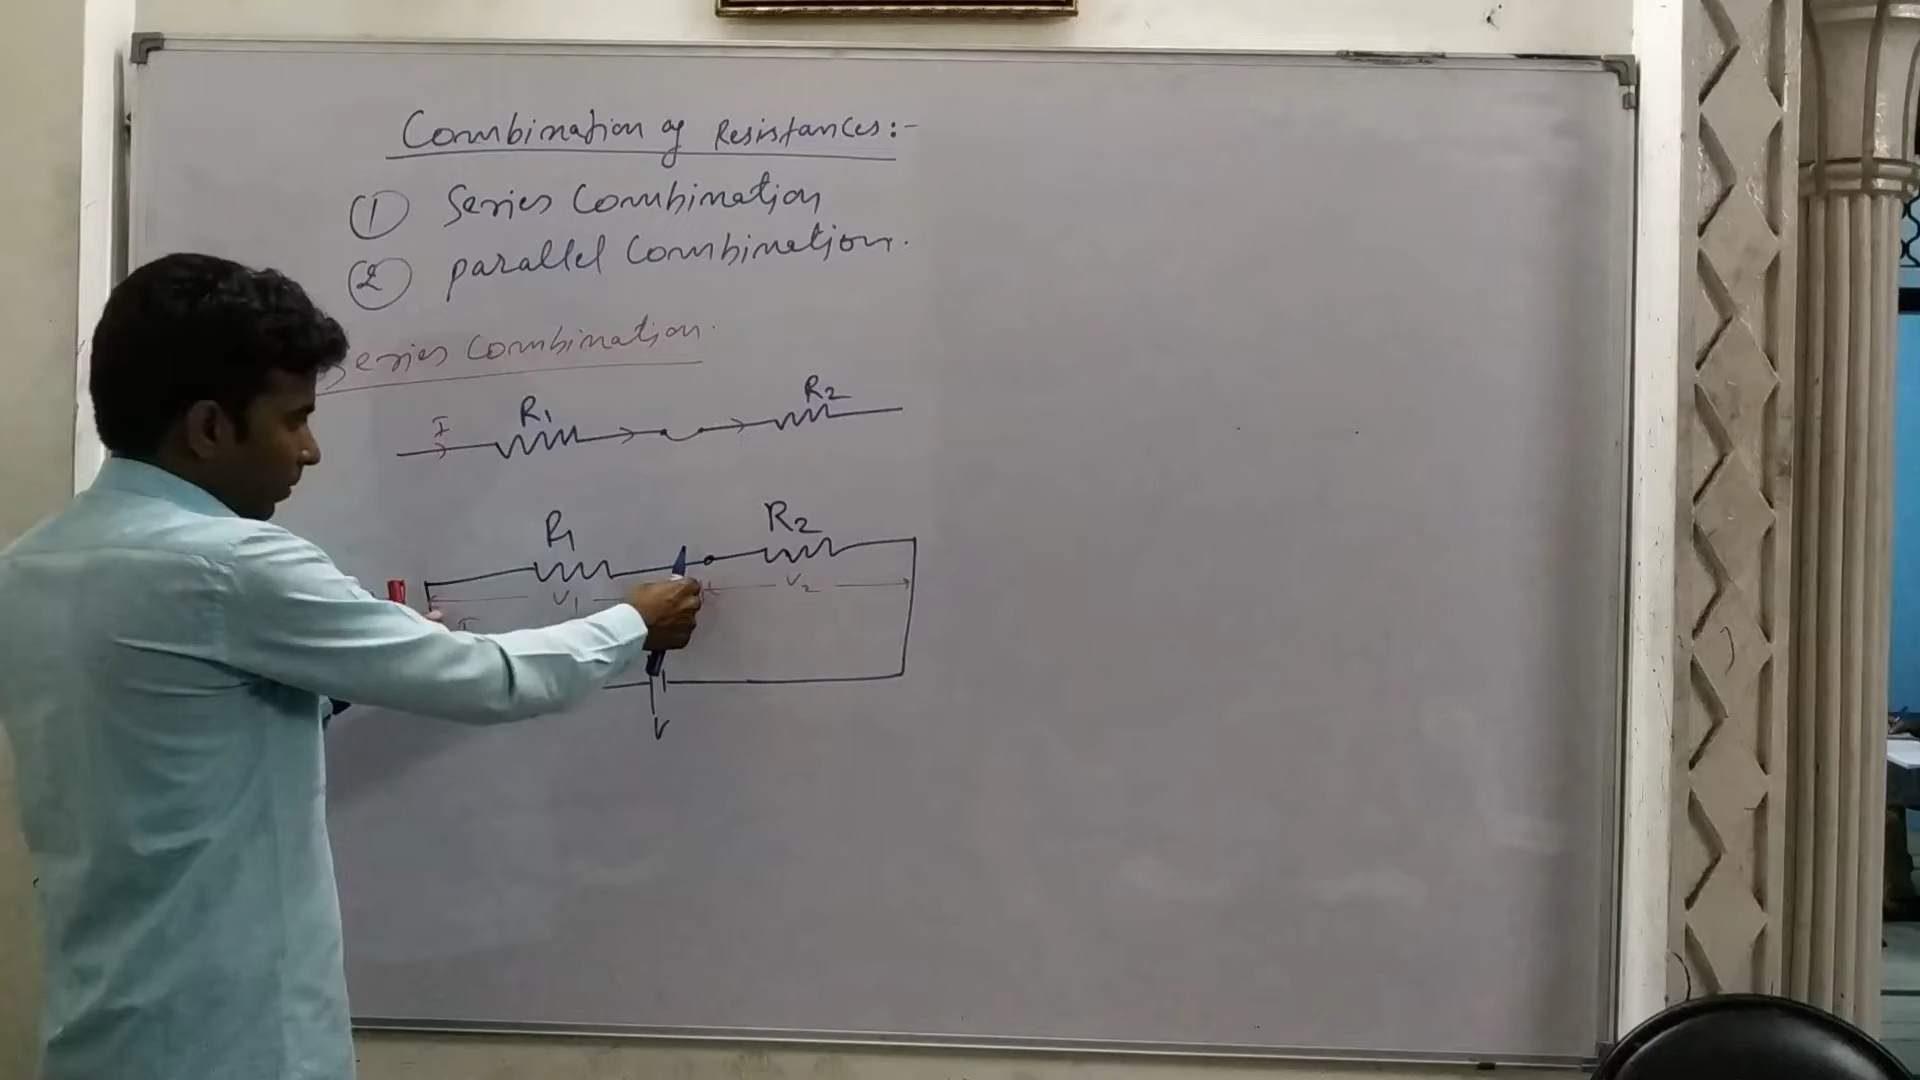 Combination of Resistances:-
① Series Combination
② parallel Combination.
Series Combination.
I R1 R2
R1 R2
V1 V2
I
V